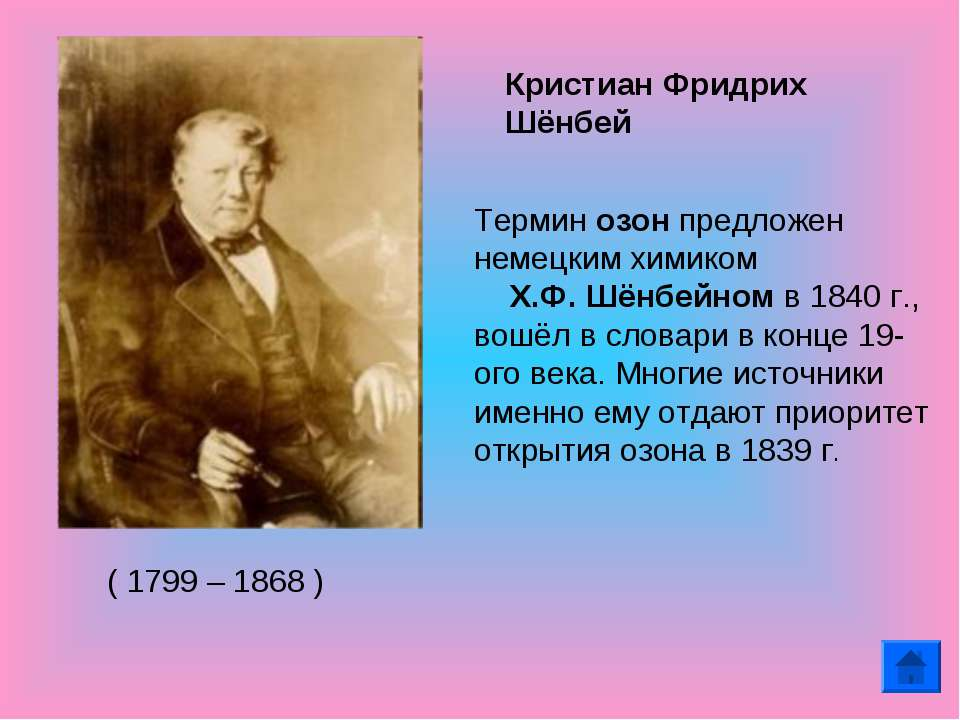 Кристиан Фридрих
Шёнбей
Термин озон предложен
немецким химиком
Х.Ф. Шёнбейном в 1840 г.,
вошёл в словари в конце 19-
ого века. Многие источники
именно ему отдают приоритет
открытия озона в 1839 г.
( 1799 – 1868 )